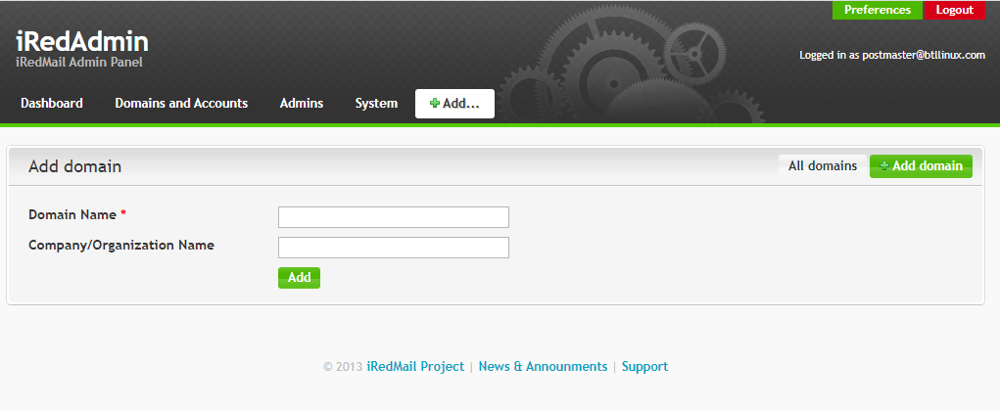 Preferences Logout
iRedAdmin
iRedMail Admin Panel
Logged in as postmaster@btllinux.com
Dashboard Domains and Accounts Admins System Add...
Add domain All domains Add domain
Domain Name *
Company/Organization Name
Add
© 2013 iRedMail Project | News & Announments | Support